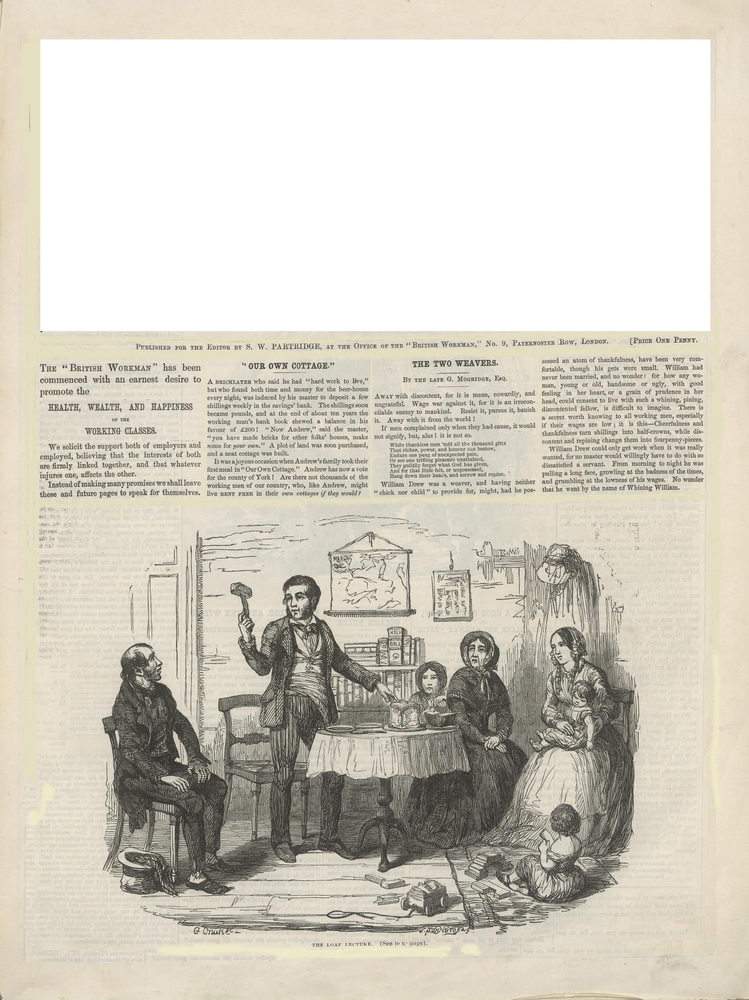 PUBLISHED FOR THE EDITOR BY S. W. PARTRIDGE, AT THE OFFICE OF THE "BRITISH WORKMAN," No. 9, PATERNOSTER ROW, LONDON. [PRICE ONE PENNY.
THE "BRITISH WORKMAN" has been
commenced with an earnest desire to
promote the
HEALTH, WEALTH, AND HAPPINESS
OF THE
WORKING CLASSES.
We solicit the support both of employers and
employed, believing that the interests of both
are firmly linked together, and that whatever
injures one, affects the other.
Instead of making many promises we shall leave
these and future pages to speak for themselves.
"OUR OWN COTTAGE."
A BRICKLAYER who said he had "hard work to live,"
but who found both time and money for the beer-house
every night, was induced by his master to deposit a few
shillings weekly in the savings' bank. The shillings soon
became pounds, and at the end of about ten years the
working man's bank book shewed a balance in his
favour of £200! "Now Andrew," said the master,
"you have made bricks for other folks' houses, make
some for your own." A plot of land was soon purchased,
and a neat cottage was built.
It was a joyous occasion when Andrew's family took their
first meal in "Our Own Cottage." Andrew has now a vote
for the county of York! Are there not thousands of the
working men of our country, who, like Andrew, might
live RENT FREE in their own cottages if they would?
THE TWO WEAVERS.
BY THE LATE G. MOGRIDGE, ESQ.
AWAY with discontent, for it is mean, cowardly, and
ungrateful. Wage war against it, for it is an irrecon-
cilable enemy to mankind. Resist it, pursue it, banish
it. Away with it from the world!
If men complained only when they had cause, it would
not signify, but, alas! it is not so.
While thankless men 'mid all the thousand gifts
That riches, power, and honour can bestow,
Endure one pang of unexpected pain,
Or see one trifling pleasure unattained,
They guiltily forget what God has given,
And for that little felt, or unpossessed,
Hang down their heads, and sorrow and repine.
William Drew was a weaver, and having neither
"chick nor child" to provide for, might, had he pos-
sessed an atom of thankfulness, have been very com-
fortable, though his gets were small. William had
never been married, and no wonder: for how any wo-
man, young or old, handsome or ugly, with good
feeling in her heart, or a grain of prudence in her
head, could consent to live with such a whining, pining,
discontented fellow, is difficult to imagine. There is
a secret worth knowing to all working men, especially
if their wages are low; it is this—Cheerfulness and
thankfulness turn shillings into half-crowns, while dis-
content and repining change them into fourpenny-pieces.
William Drew could only get work when it was really
wanted, for no master would willingly have to do with so
dissatisfied a servant. From morning to night he was
pulling a long face, growling at the badness of the times,
and grumbling at the lowness of his wages. No wonder
that he went by the name of Whining William.
HOLY
BIBLE
THE LOAF LECTURE. (See next page).